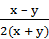 x − y
2(x + y)